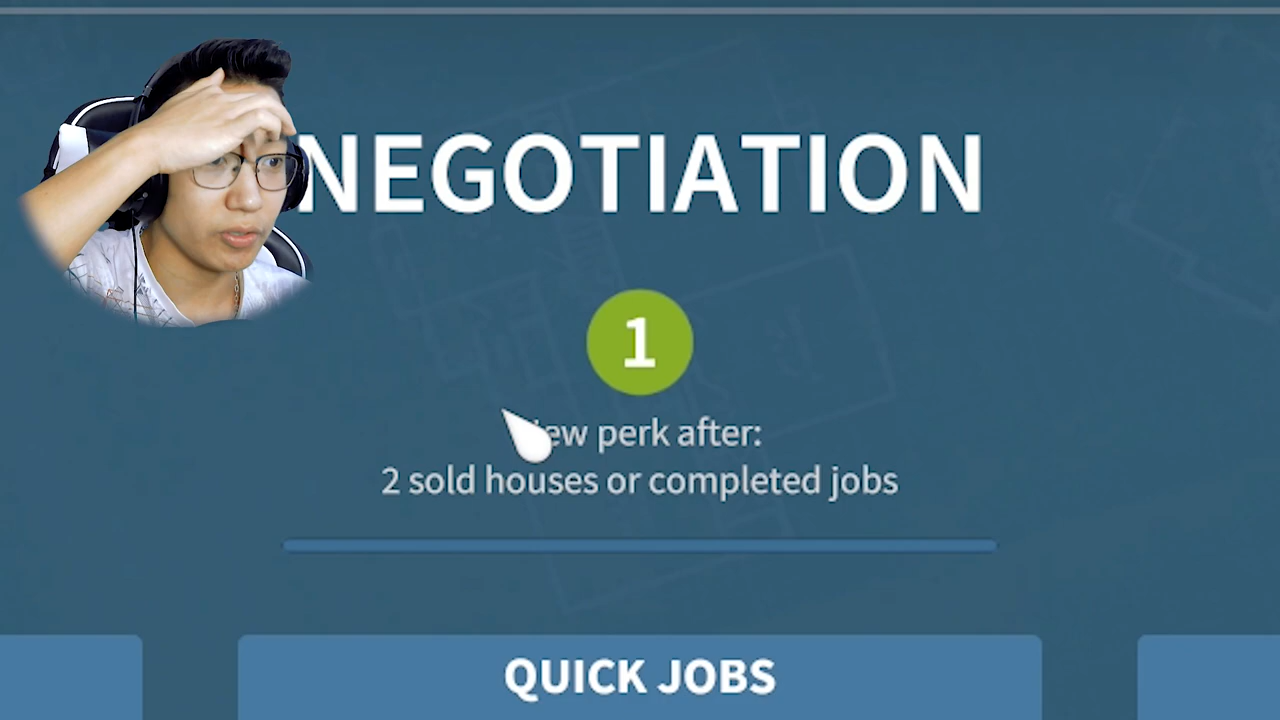 NEGOTIATION
1
perk after:
2 sold houses or completed jobs
QUICK JOBS